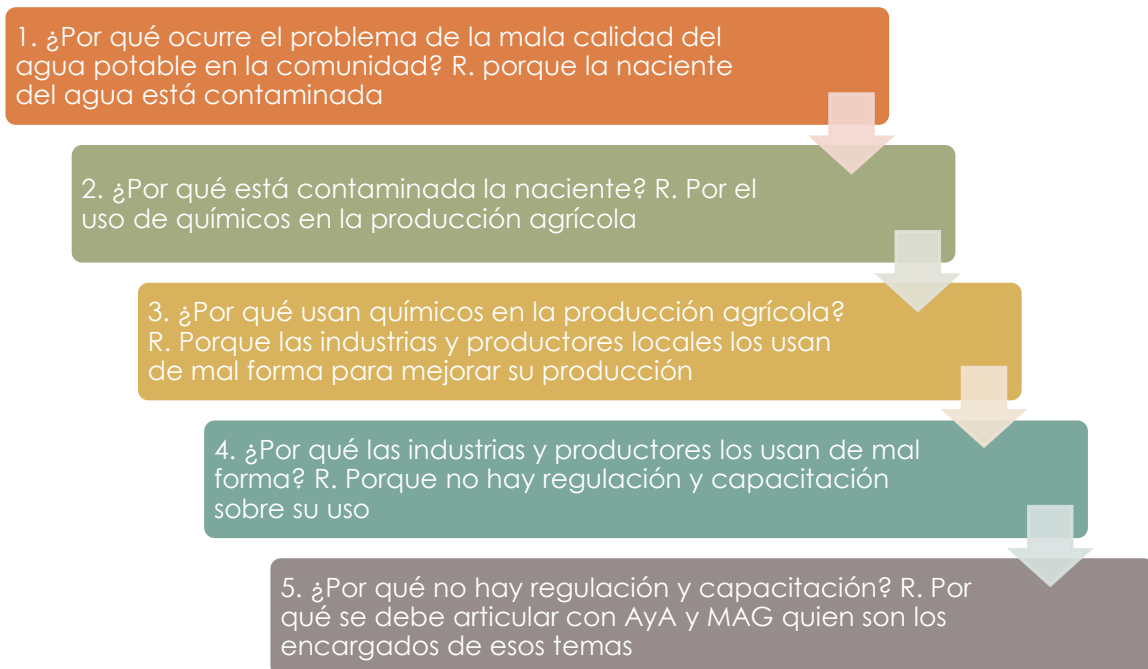 1. ¿Por qué ocurre el problema de la mala calidad del
agua potable en la comunidad? R. porque la naciente
del agua está contaminada
2. ¿Por qué está contaminada la naciente? R. Por el
uso de químicos en la producción agrícola
3. ¿Por qué usan químicos en la producción agrícola?
R. Porque las industrias y productores locales los usan
de mal forma para mejorar su producción
4. ¿Por qué las industrias y productores los usan de mal
forma? R. Porque no hay regulación y capacitación
sobre su uso
5. ¿Por qué no hay regulación y capacitación? R. Por
qué se debe articular con AyA y MAG quien son los
encargados de esos temas